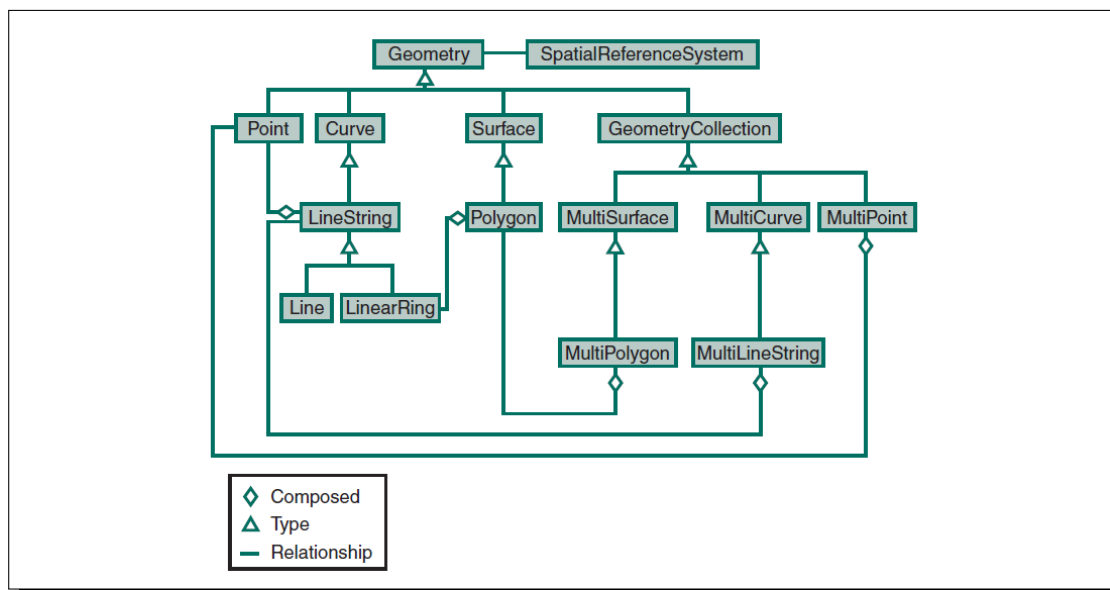 Geometry
SpatialReferenceSystem
Point
Curve
Surface
GeometryCollection
LineString
Polygon
MultiSurface
MultiCurve
MultiPoint
Line
LinearRing
MultiPolygon
MultiLineString
Composed
Type
Relationship